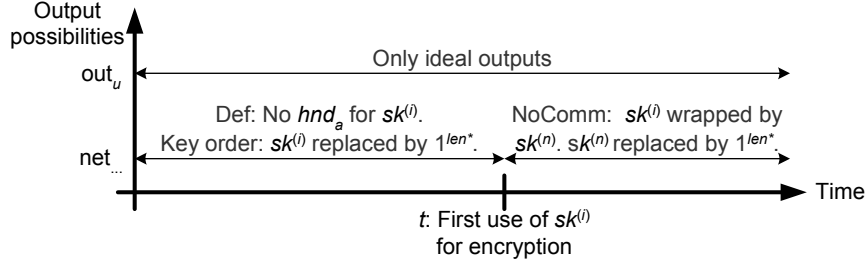 Output
possibilities
out_u
Only ideal outputs
Def: No hnd_a for sk^(i).
Key order: sk^(i) replaced by 1^len*.
NoComm: sk^(i) wrapped by
sk^(n). sk^(n) replaced by 1^len*.
net_...
Time
t: First use of sk^(i)
for encryption